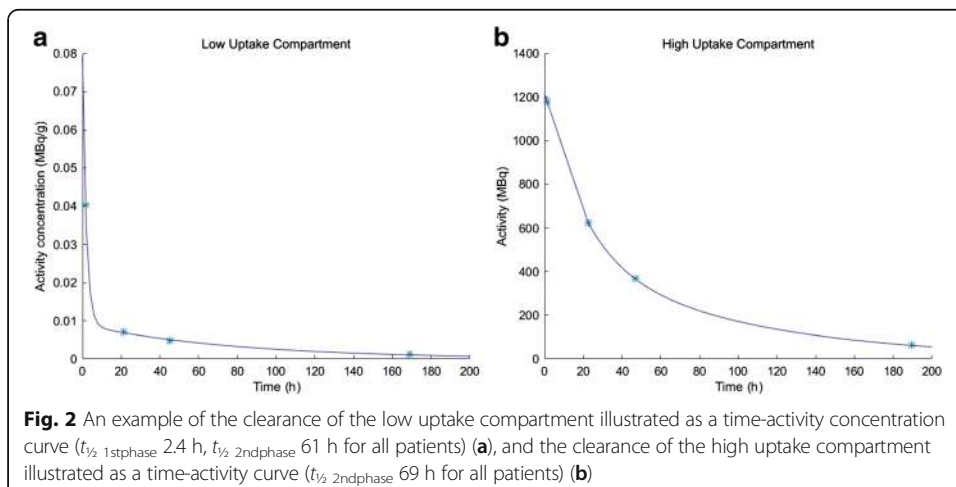 a
Low Uptake Compartment
0.08
0.07
0.06
0.05
0.04
0.03
0.02
0.01
0
Activity concentration (MBq/g)
0 20 40 60 80 100 120 140 160 180 200
Time (h)
b
High Uptake Compartment
1400
1200
1000
800
600
400
200
0
Activity (MBq)
0 20 40 60 80 100 120 140 160 180 200
Time (h)
Fig. 2 An example of the clearance of the low uptake compartment illustrated as a time-activity concentration
curve (t½ 1stphase 2.4 h, t½ 2ndphase 61 h for all patients) (a), and the clearance of the high uptake compartment
illustrated as a time-activity curve (t½ 2ndphase 69 h for all patients) (b)